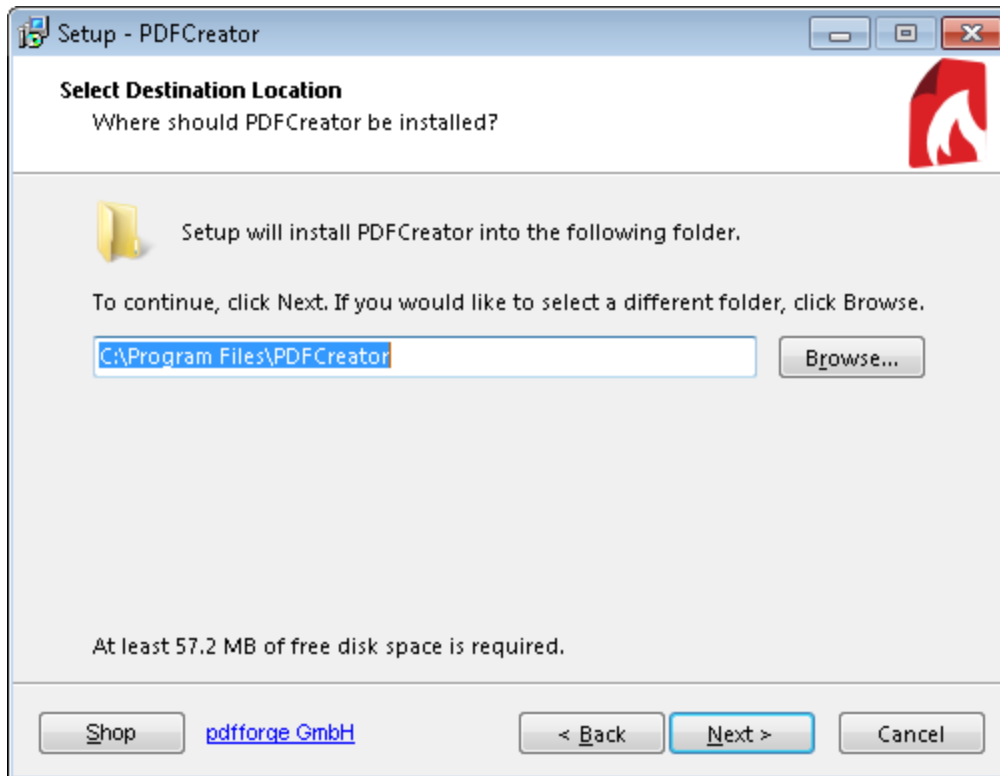 Setup - PDFCreator
Select Destination Location
Where should PDFCreator be installed?
Setup will install PDFCreator into the following folder.
To continue, click Next. If you would like to select a different folder, click Browse.
C:\Program Files\PDFCreator
Browse...
At least 57.2 MB of free disk space is required.
Shop
pdfforge GmbH
< Back
Next >
Cancel